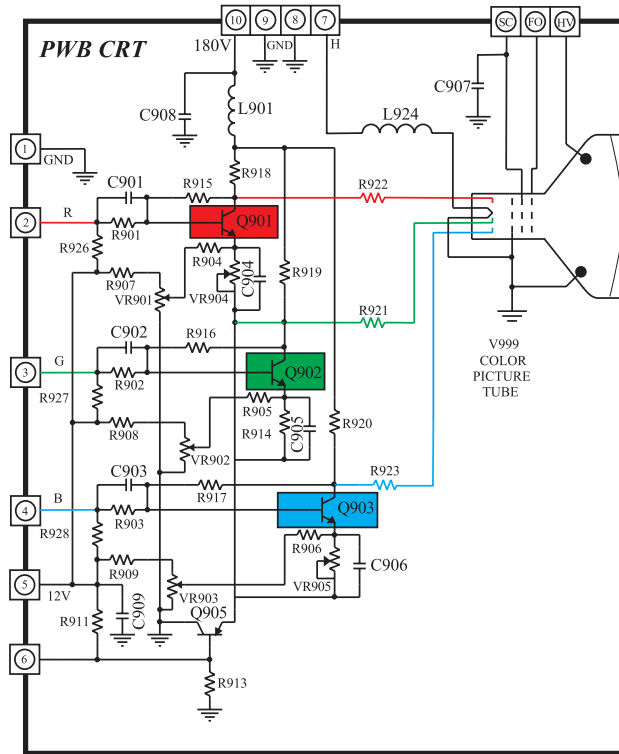 10 9 8 7
SC FO HV
PWB CRT
180V GND H
C907
C908
L901
L924
1
GND
R918
C901 R915 R922
2 R
R901 Q901
R926
R904
R907
C904
R919
VR901 VR904
R921
C902 R916
V999
COLOR
PICTURE
TUBE
3 G
R902 Q902
R927
R905
R908 R914 C905 R920
VR902
C903 R923
R917
4 B
R903 Q903
R928
R906
R909 C906
5
12V VR903 VR905
C909 Q905
R911
6
R913